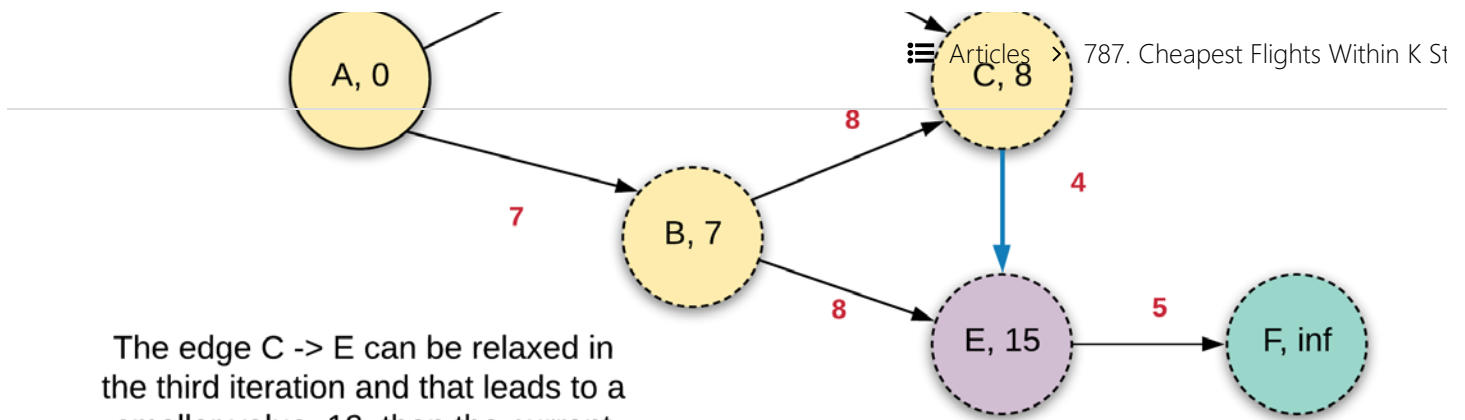 A, 0
Articles > 787. Cheapest Flights Within K St
C, 8
8
4
7
B, 7
8
5
E, 15
F, inf
The edge C -> E can be relaxed in
the third iteration and that leads to a